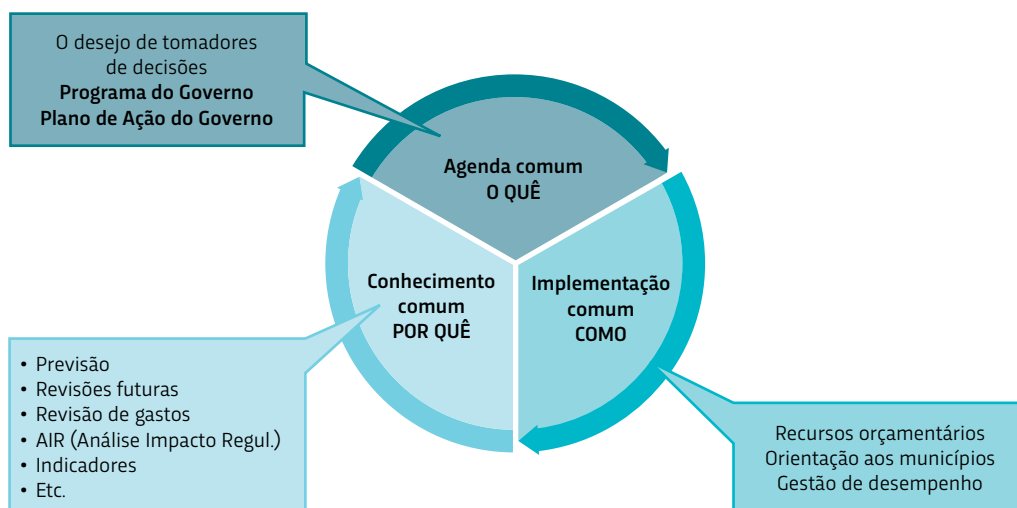 O desejo de tomadores
de decisões
Programa do Governo
Plano de Ação do Governo
Agenda comum
O QUÊ
Conhecimento
comum
POR QUÊ
Implementação
comum
COMO
• Previsão
• Revisões futuras
• Revisão de gastos
• AIR (Análise Impacto Regul.)
• Indicadores
• Etc.
Recursos orçamentários
Orientação aos municípios
Gestão de desempenho